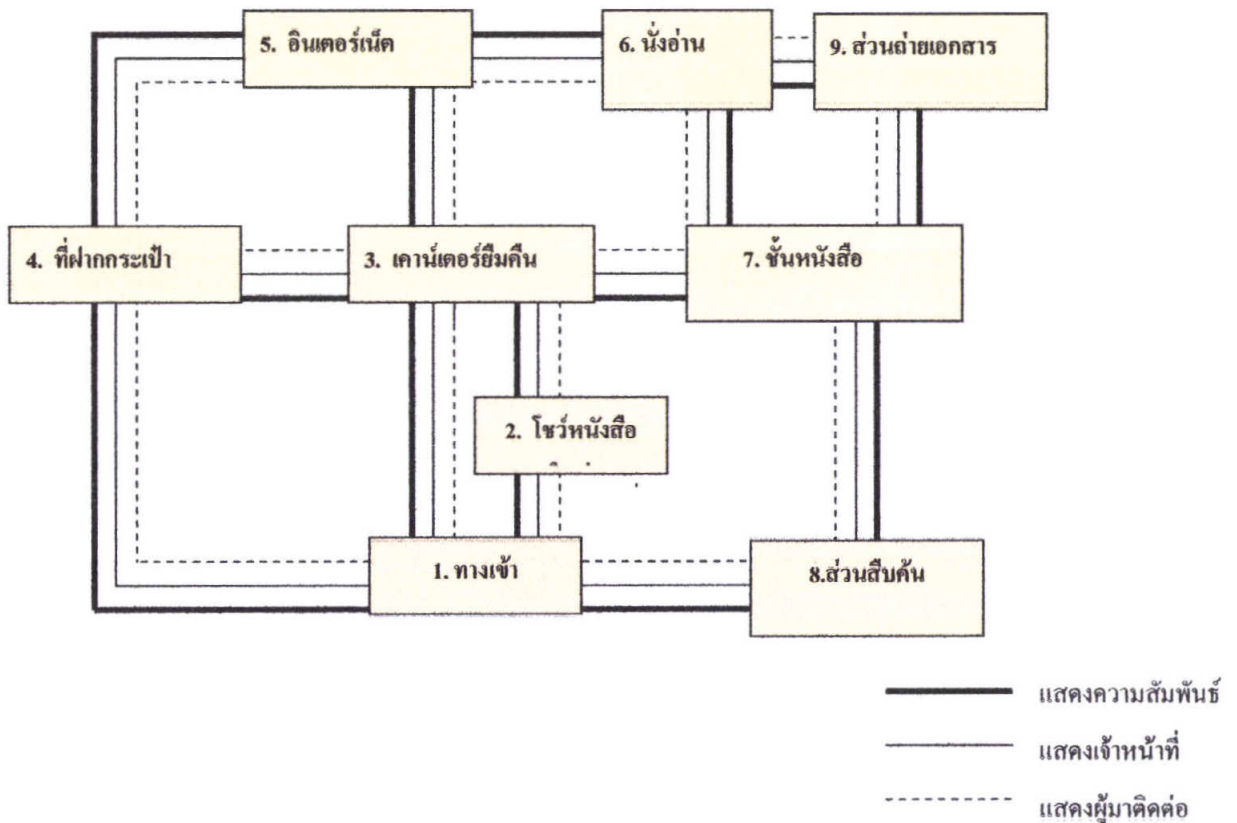 5. อินเตอร์เน็ต
6. นั่งอ่าน
9. ส่วนถ่ายเอกสาร
4. ที่ฝากกระเป๋า
3. เคาน์เตอร์ยืมคืน
7. ชั้นหนังสือ
2. โชว์หนังสือ
1. ทางเข้า
8.ส่วนสืบค้น
แสดงความสัมพันธ์
แสดงเจ้าหน้าที่
แสดงผู้มาติดต่อ